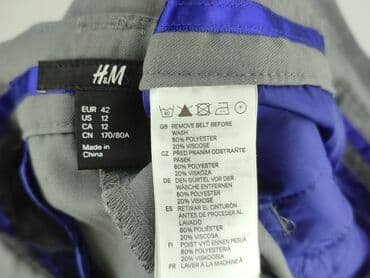 H&M
EUR 42
US 12
CA 12
CN 170/80A
Made in
China
GB REMOVE BELT BEFORE
WASH
80% POLYESTER
20% VISCOSE
CZ PŘED PRANÍM ODSTRAŇTE
PÁSEK
80% POLYESTER
20% VISKÓZA
DE DEN GÜRTEL VOR DER
WÄSCHE ENTFERNEN
80% POLYESTER
20% VISKOSE
ES RETIRAR EL CINTURÓN
ANTES DE PROCEDER AL
LAVADO
80% POLIÉSTER
20% VISCOSA
FI POISTA VYÖ ENNEN PESUA
80% POLYESTERI
20% VISKOOSI
FR LAVER À LA MACHINE À